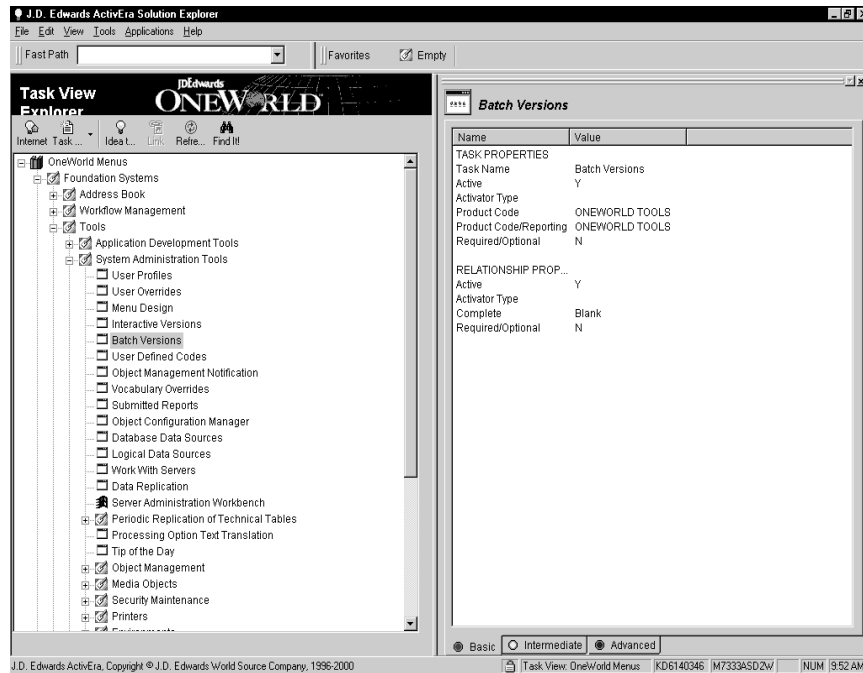 J.D. Edwards ActivEra Solution Explorer
File Edit View Tools Applications Help
Fast Path
Favorites
Empty
Task View
Explorer
JDEdwards
ONEWORLD
Internet Task ... Idea t... Link Refre... Find It!
OneWorld Menus
Foundation Systems
Address Book
Workflow Management
Tools
Application Development Tools
System Administration Tools
User Profiles
User Overrides
Menu Design
Interactive Versions
Batch Versions
User Defined Codes
Object Management Notification
Vocabulary Overrides
Submitted Reports
Object Configuration Manager
Database Data Sources
Logical Data Sources
Work With Servers
Data Replication
Server Administration Workbench
Periodic Replication of Technical Tables
Processing Option Text Translation
Tip of the Day
Object Management
Media Objects
Security Maintenance
Printers
Environments
Batch Versions
Name Value
TASK PROPERTIES
Task Name Batch Versions
Active Y
Activator Type
Product Code ONEWORLD TOOLS
Product Code/Reporting ONEWORLD TOOLS
Required/Optional N
RELATIONSHIP PROP...
Active Y
Activator Type
Complete Blank
Required/Optional N
Basic Intermediate Advanced
J.D. Edwards ActivEra, Copyright © J.D. Edwards World Source Company, 1996-2000
Task View: OneWorld Menus KD6140346 M7333ASD2W NUM 9:52 AM